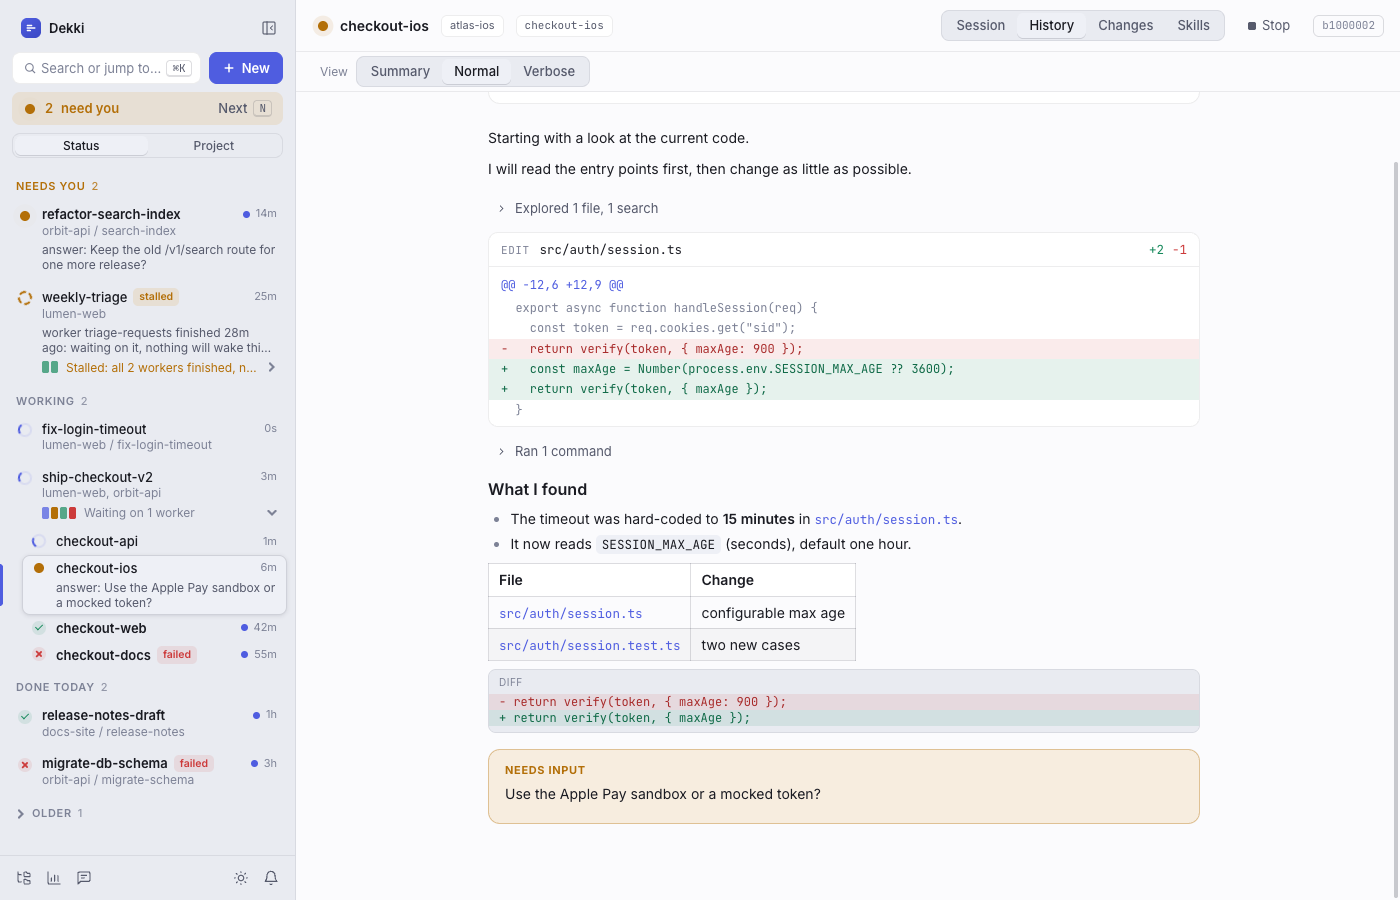 Dekki
Search or jump to... ⌘K
+ New
2 need you Next N
Status Project
NEEDS YOU 2
refactor-search-index 14m
orbit-api / search-index
answer: Keep the old /v1/search route for
one more release?
weekly-triage stalled 25m
lumen-web
worker triage-requests finished 28m
ago: waiting on it, nothing will wake thi...
Stalled: all 2 workers finished, n...
WORKING 2
fix-login-timeout 0s
lumen-web / fix-login-timeout
ship-checkout-v2 3m
lumen-web, orbit-api
Waiting on 1 worker
checkout-api 1m
checkout-ios 6m
answer: Use the Apple Pay sandbox or
a mocked token?
checkout-web 42m
checkout-docs failed 55m
DONE TODAY 2
release-notes-draft 1h
docs-site / release-notes
migrate-db-schema failed 3h
orbit-api / migrate-schema
OLDER 1
checkout-ios atlas-ios checkout-ios
Session History Changes Skills
Stop
b1000002
View Summary Normal Verbose
Starting with a look at the current code.
I will read the entry points first, then change as little as possible.
Explored 1 file, 1 search
EDIT src/auth/session.ts +2 -1
@@ -12,6 +12,9 @@
export async function handleSession(req) {
const token = req.cookies.get("sid");
- return verify(token, { maxAge: 900 });
+ const maxAge = Number(process.env.SESSION_MAX_AGE ?? 3600);
+ return verify(token, { maxAge });
}
Ran 1 command
What I found
• The timeout was hard-coded to 15 minutes in src/auth/session.ts.
• It now reads SESSION_MAX_AGE (seconds), default one hour.
File Change
src/auth/session.ts configurable max age
src/auth/session.test.ts two new cases
DIFF
- return verify(token, { maxAge: 900 });
+ return verify(token, { maxAge });
NEEDS INPUT
Use the Apple Pay sandbox or a mocked token?